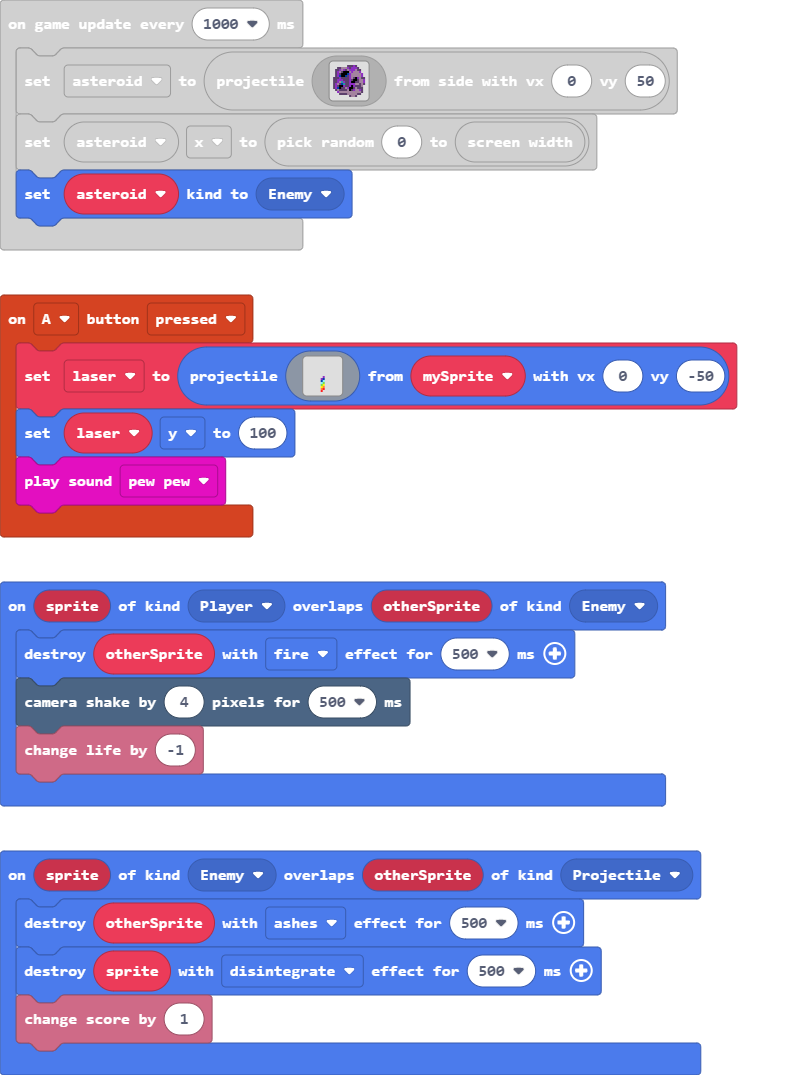 on game update every 1000 ms
set asteroid to projectile from side with vx 0 vy 50
set asteroid x to pick random 0 to screen width
set asteroid kind to Enemy
on A button pressed
set laser to projectile from mySprite with vx 0 vy -50
set laser y to 100
play sound pew pew
on sprite of kind Player overlaps otherSprite of kind Enemy
destroy otherSprite with fire effect for 500 ms
camera shake by 4 pixels for 500 ms
change life by -1
on sprite of kind Enemy overlaps otherSprite of kind Projectile
destroy otherSprite with ashes effect for 500 ms
destroy sprite with disintegrate effect for 500 ms
change score by 1